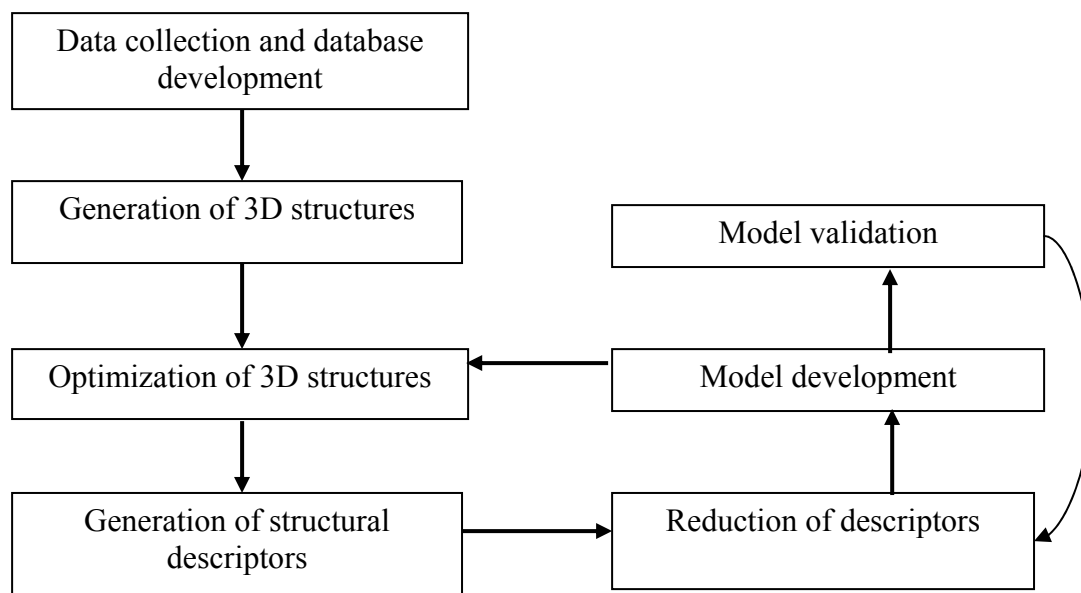 Data collection and database
development
Generation of 3D structures
Model validation
Optimization of 3D structures
Model development
Generation of structural
descriptors
Reduction of descriptors